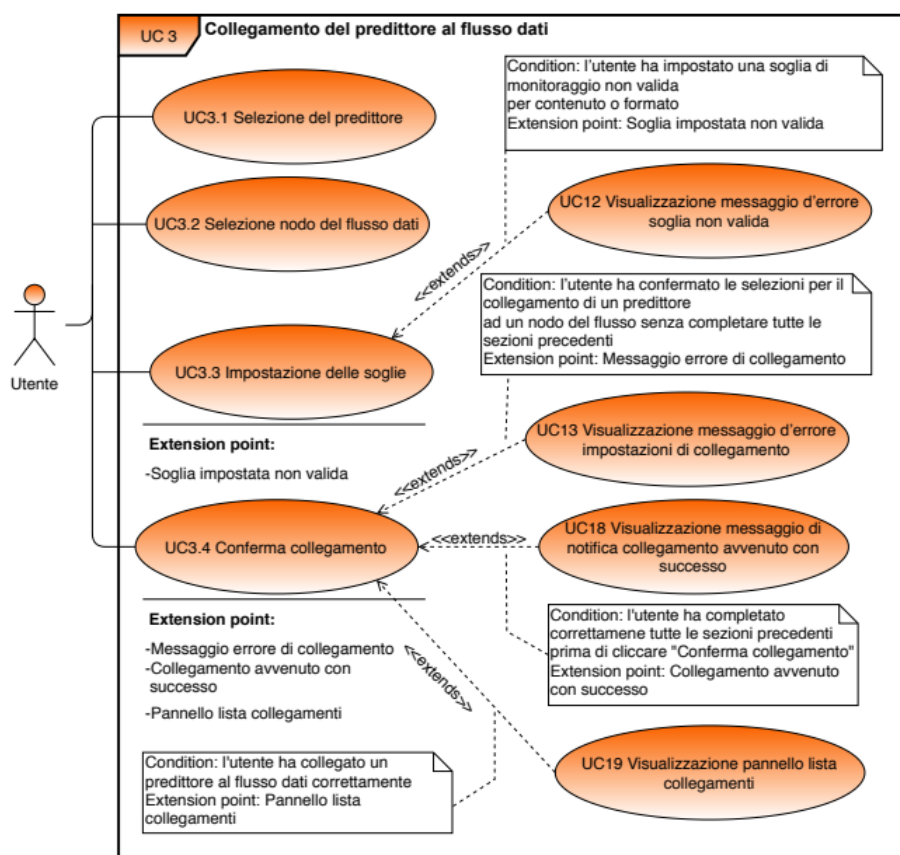 UC 3
Collegamento del predittore al flusso dati
Condition: l'utente ha impostato una soglia di
monitoraggio non valida
per contenuto o formato
Extension point: Soglia impostata non valida
UC3.1 Selezione del predittore
UC12 Visualizzazione messaggio d'errore
soglia non valida
UC3.2 Selezione nodo del flusso dati
<<extends>>
Condition: l'utente ha confermato le selezioni per il
collegamento di un predittore
ad un nodo del flusso senza completare tutte le
sezioni precedenti
Extension point: Messaggio errore di collegamento
Utente
UC3.3 Impostazione delle soglie
Extension point:
-Soglia impostata non valida
UC13 Visualizzazione messaggio d'errore
impostazioni di collegamento
<<extends>>
UC3.4 Conferma collegamento
<<extends>>
UC18 Visualizzazione messaggio di
notifica collegamento avvenuto con
successo
Extension point:
-Messaggio errore di collegamento
-Collegamento avvenuto con
successo
-Pannello lista collegamenti
<<extends>>
Condition: l'utente ha completato
correttamene tutte le sezioni precedenti
prima di cliccare "Conferma collegamento"
Extension point: Collegamento avvenuto
con successo
Condition: l'utente ha collegato un
predittore al flusso dati correttamente
Extension point: Pannello lista
collegamenti
UC19 Visualizzazione pannello lista
collegamenti